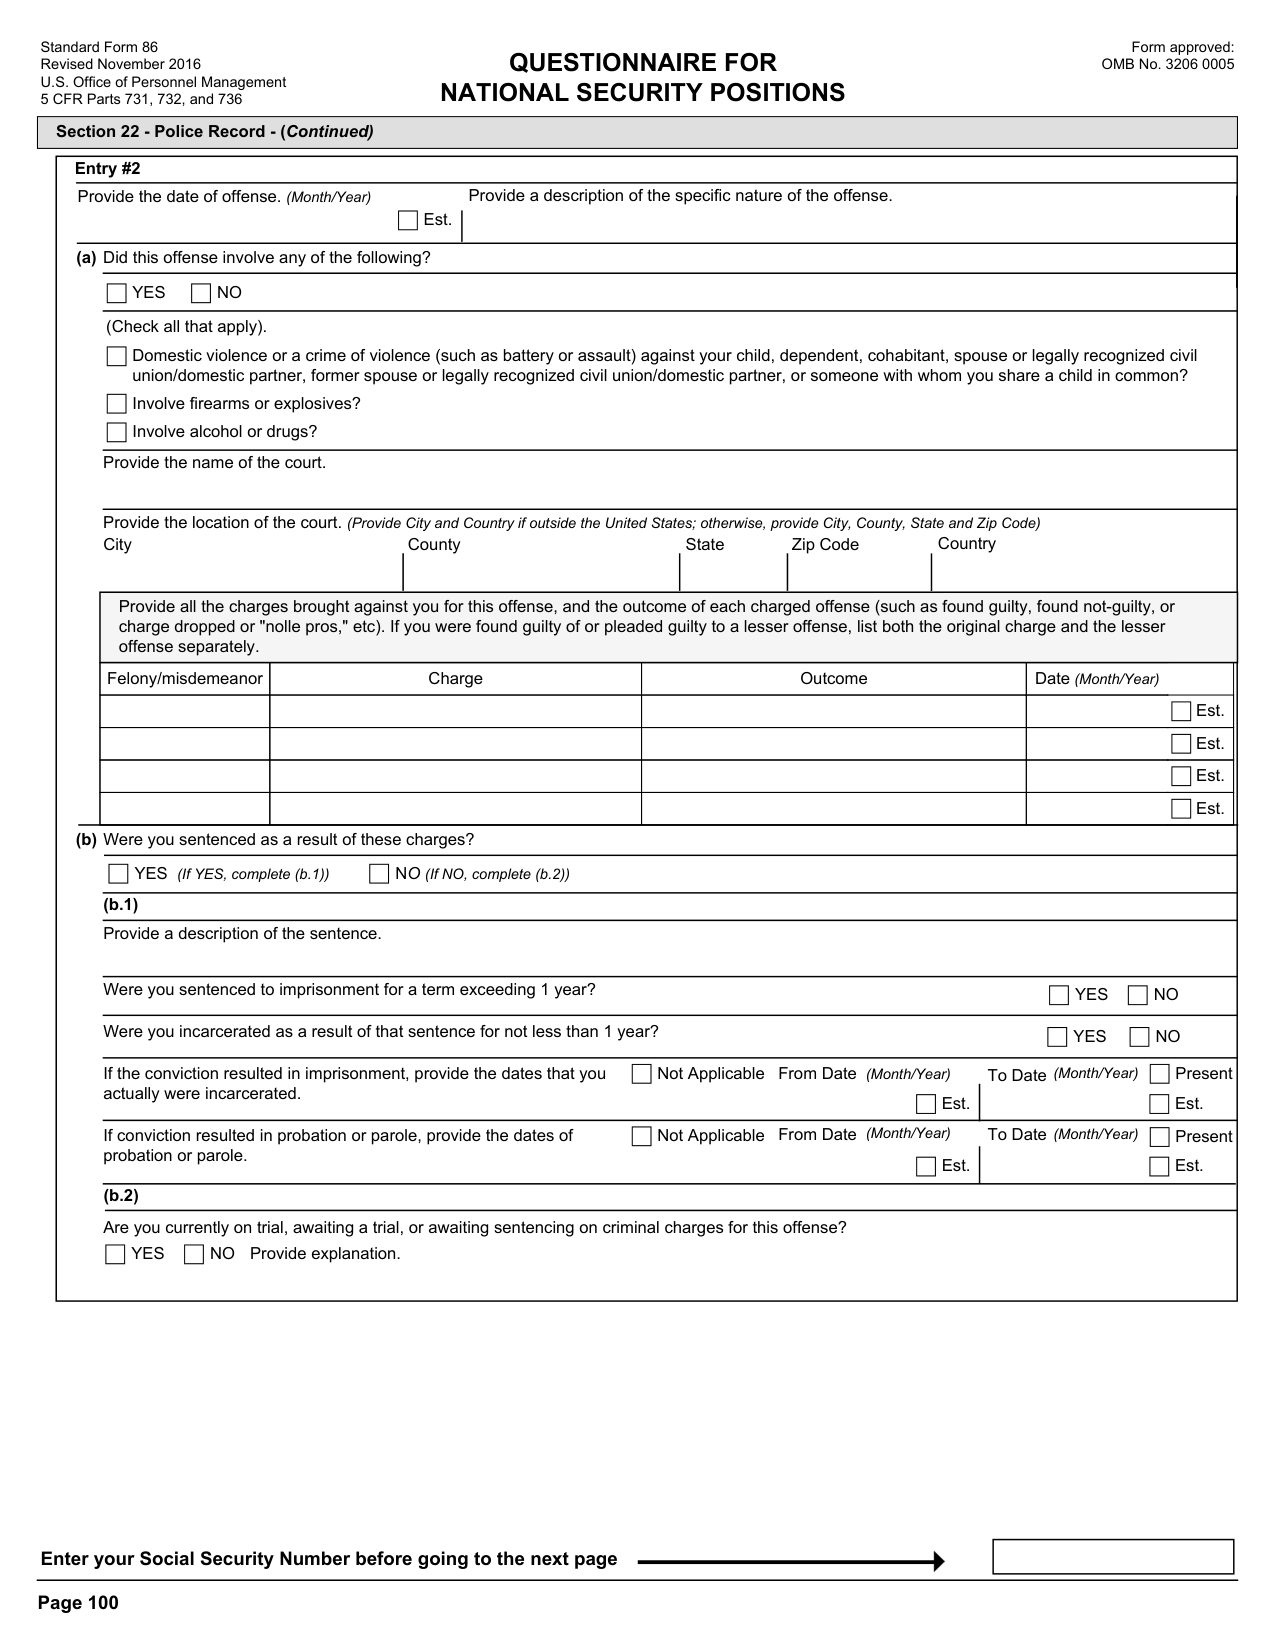 Standard Form 86
Revised November 2016
U.S. Office of Personnel Management
5 CFR Parts 731, 732, and 736
QUESTIONNAIRE FOR
NATIONAL SECURITY POSITIONS
Form approved:
OMB No. 3206 0005
Section 22 - Police Record - (Continued)
Entry #2
Provide the date of offense. (Month/Year)
Est.
Provide a description of the specific nature of the offense.
(a) Did this offense involve any of the following?
YES NO
(Check all that apply).
Domestic violence or a crime of violence (such as battery or assault) against your child, dependent, cohabitant, spouse or legally recognized civil
union/domestic partner, former spouse or legally recognized civil union/domestic partner, or someone with whom you share a child in common?
Involve firearms or explosives?
Involve alcohol or drugs?
Provide the name of the court.
Provide the location of the court. (Provide City and Country if outside the United States; otherwise, provide City, County, State and Zip Code)
City County State Zip Code Country
Provide all the charges brought against you for this offense, and the outcome of each charged offense (such as found guilty, found not-guilty, or
charge dropped or "nolle pros," etc). If you were found guilty of or pleaded guilty to a lesser offense, list both the original charge and the lesser
offense separately.
Felony/misdemeanor Charge Outcome Date (Month/Year)
Est.
Est.
Est.
Est.
(b) Were you sentenced as a result of these charges?
YES (If YES, complete (b.1)) NO (If NO, complete (b.2))
(b.1)
Provide a description of the sentence.
Were you sentenced to imprisonment for a term exceeding 1 year? YES NO
Were you incarcerated as a result of that sentence for not less than 1 year? YES NO
If the conviction resulted in imprisonment, provide the dates that you
actually were incarcerated.
Not Applicable From Date (Month/Year) To Date (Month/Year) Present
Est. Est.
If conviction resulted in probation or parole, provide the dates of
probation or parole.
Not Applicable From Date (Month/Year) To Date (Month/Year) Present
Est. Est.
(b.2)
Are you currently on trial, awaiting a trial, or awaiting sentencing on criminal charges for this offense?
YES NO Provide explanation.
Enter your Social Security Number before going to the next page
Page 100